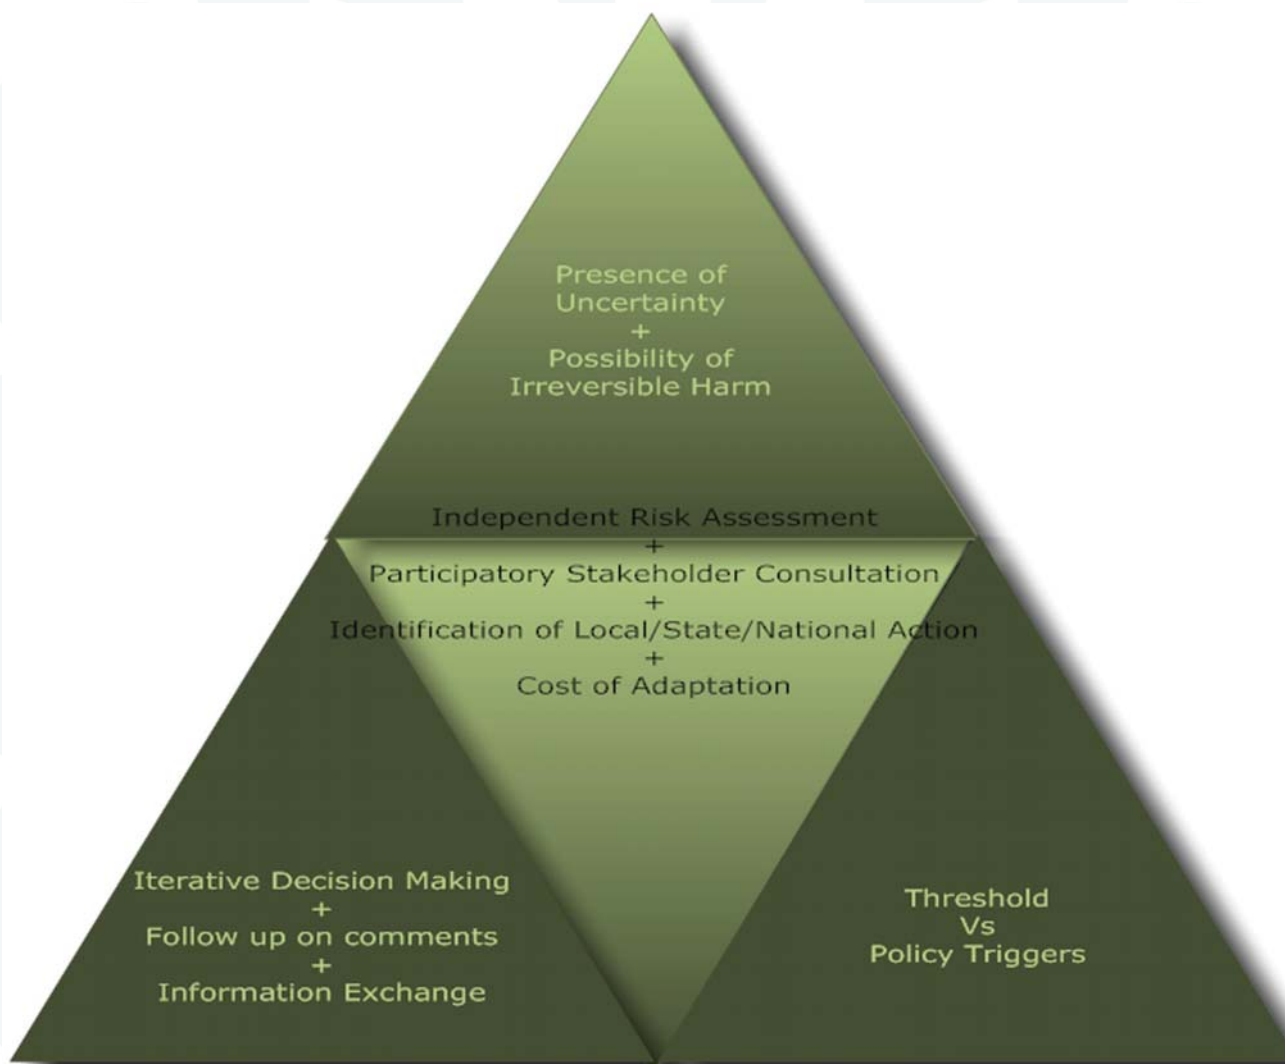 Presence of
Uncertainty
+
Possibility of
Irreversible Harm
Independent Risk Assessment
+
Participatory Stakeholder Consultation
+
Identification of Local/State/National Action
+
Cost of Adaptation
Iterative Decision Making
+
Follow up on comments
+
Information Exchange
Threshold
Vs
Policy Triggers